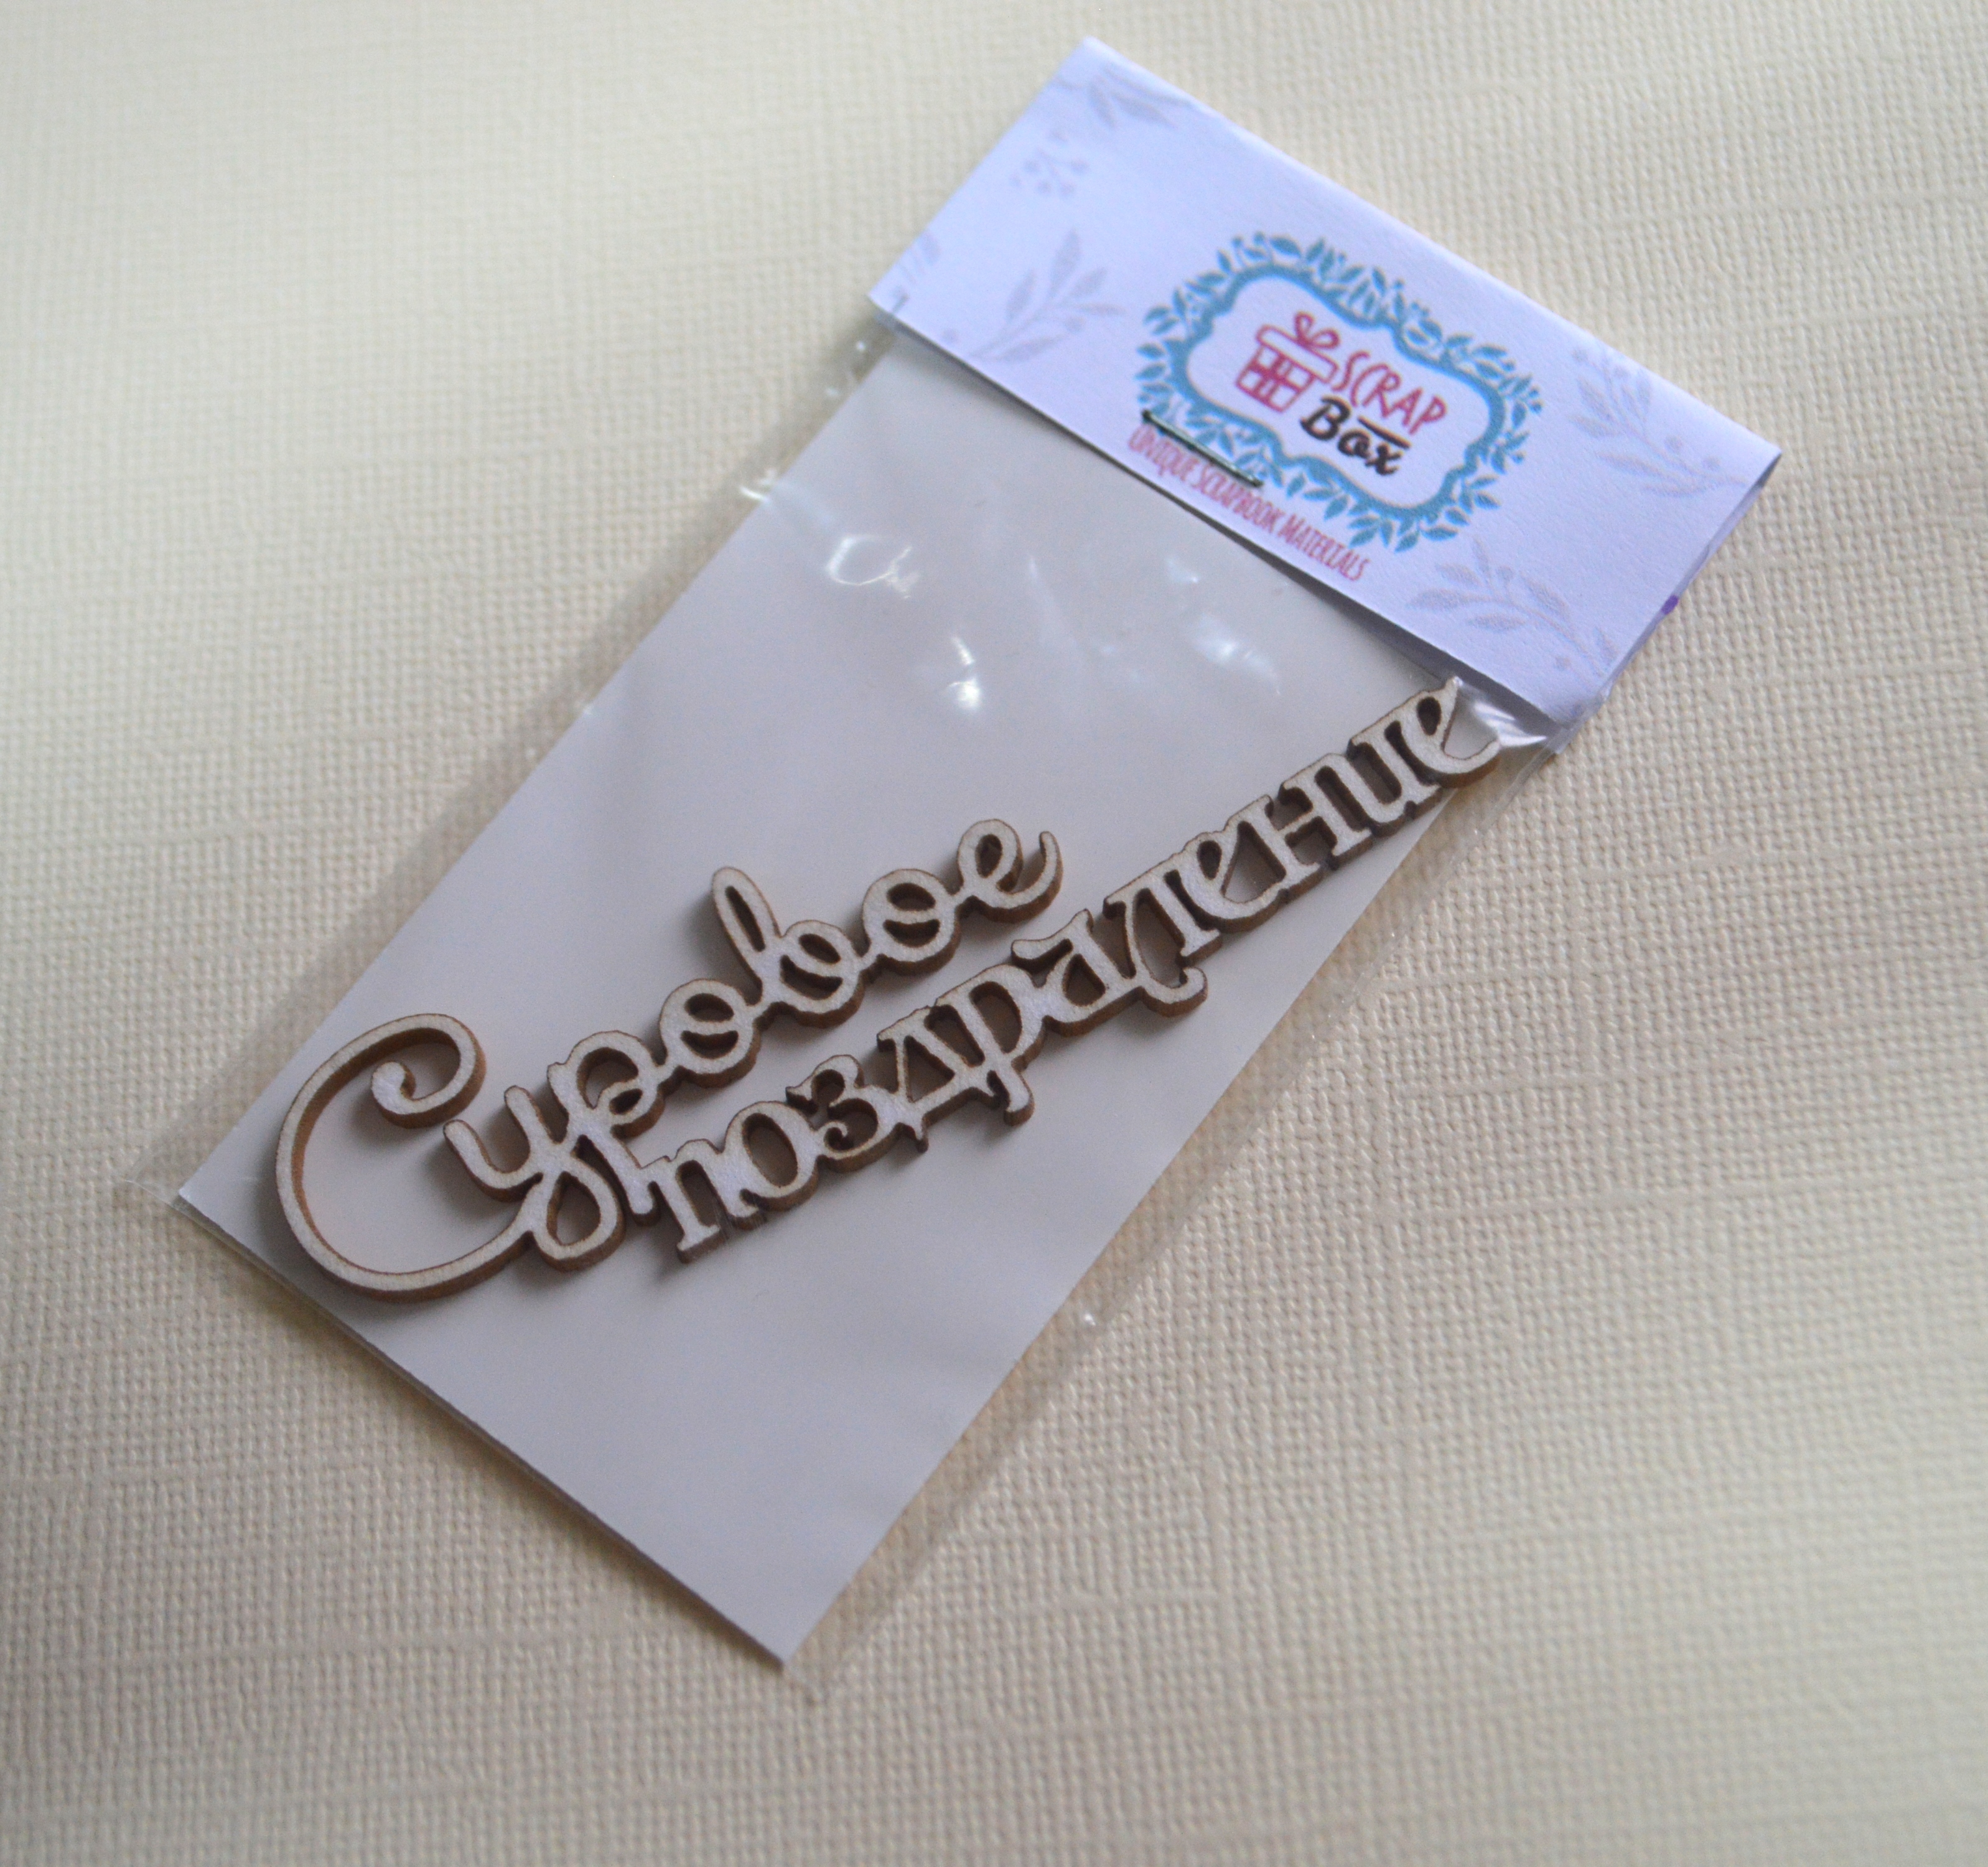 SCRAP
Box
Unique Scrapbook Materials
Суровое
поздравление